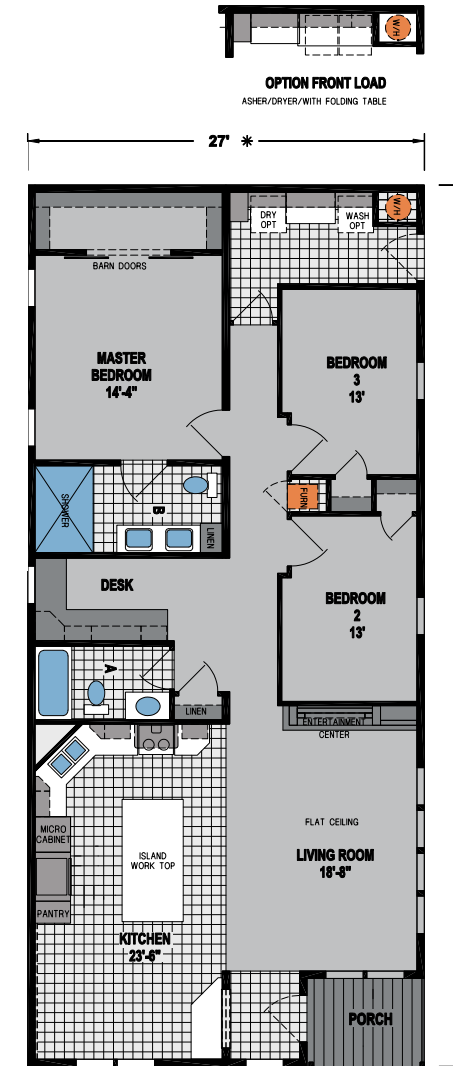 W/H
OPTION FRONT LOAD
ASHER/DRYER/WITH FOLDING TABLE
27' *
DRY
OPT
WASH
OPT
W/H
BARN DOORS
MASTER
BEDROOM
14'-4"
BEDROOM
3
13'
SHOWER
B
LINEN
FURN
DESK
BEDROOM
2
13'
A
LINEN
ENTERTAINMENT
CENTER
MICRO
CABINET
ISLAND
WORK TOP
FLAT CEILING
LIVING ROOM
18'-8"
PANTRY
KITCHEN
23'-6"
PORCH